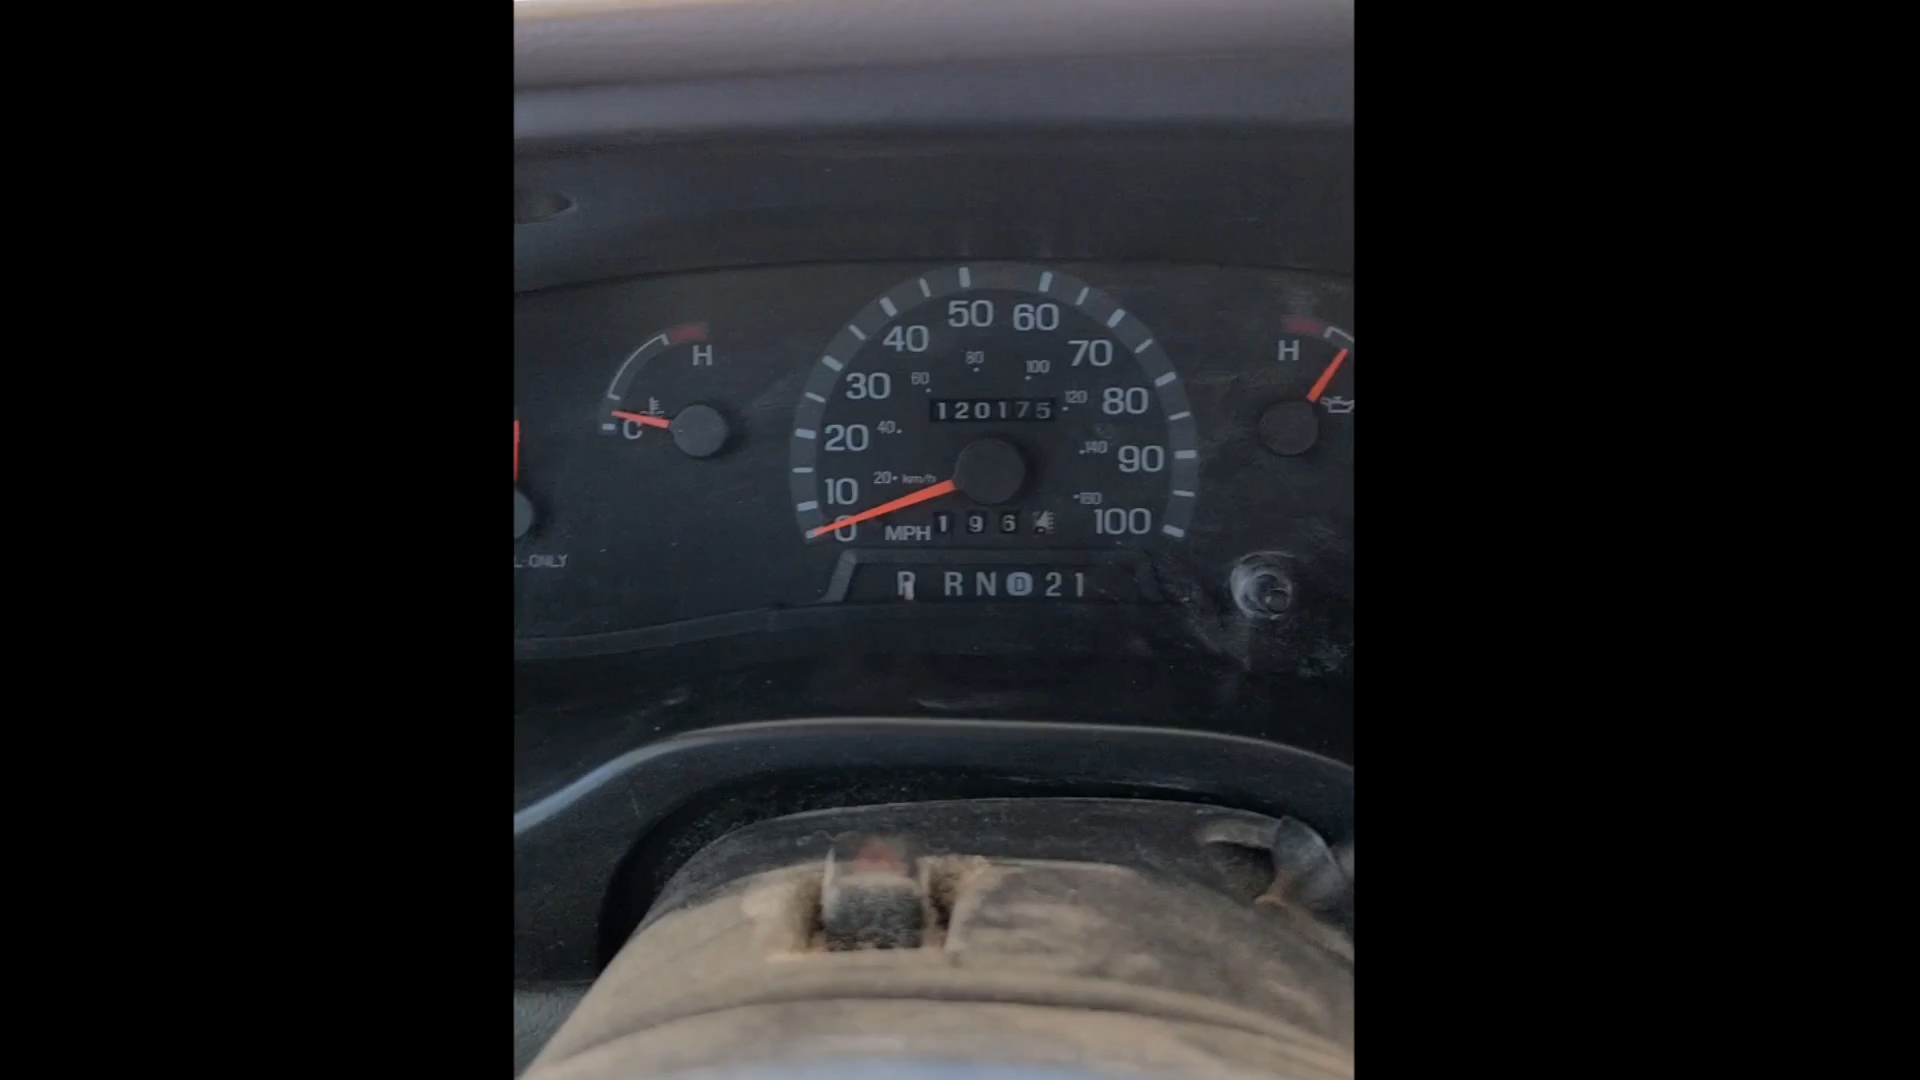 50 60
40 70
80 100
H H
60 120
30 80
120175
C
20 40 140 90
20 km/h
10 180 100
0 MPH 1 9 6
L-ONLY
P R N D 2 1